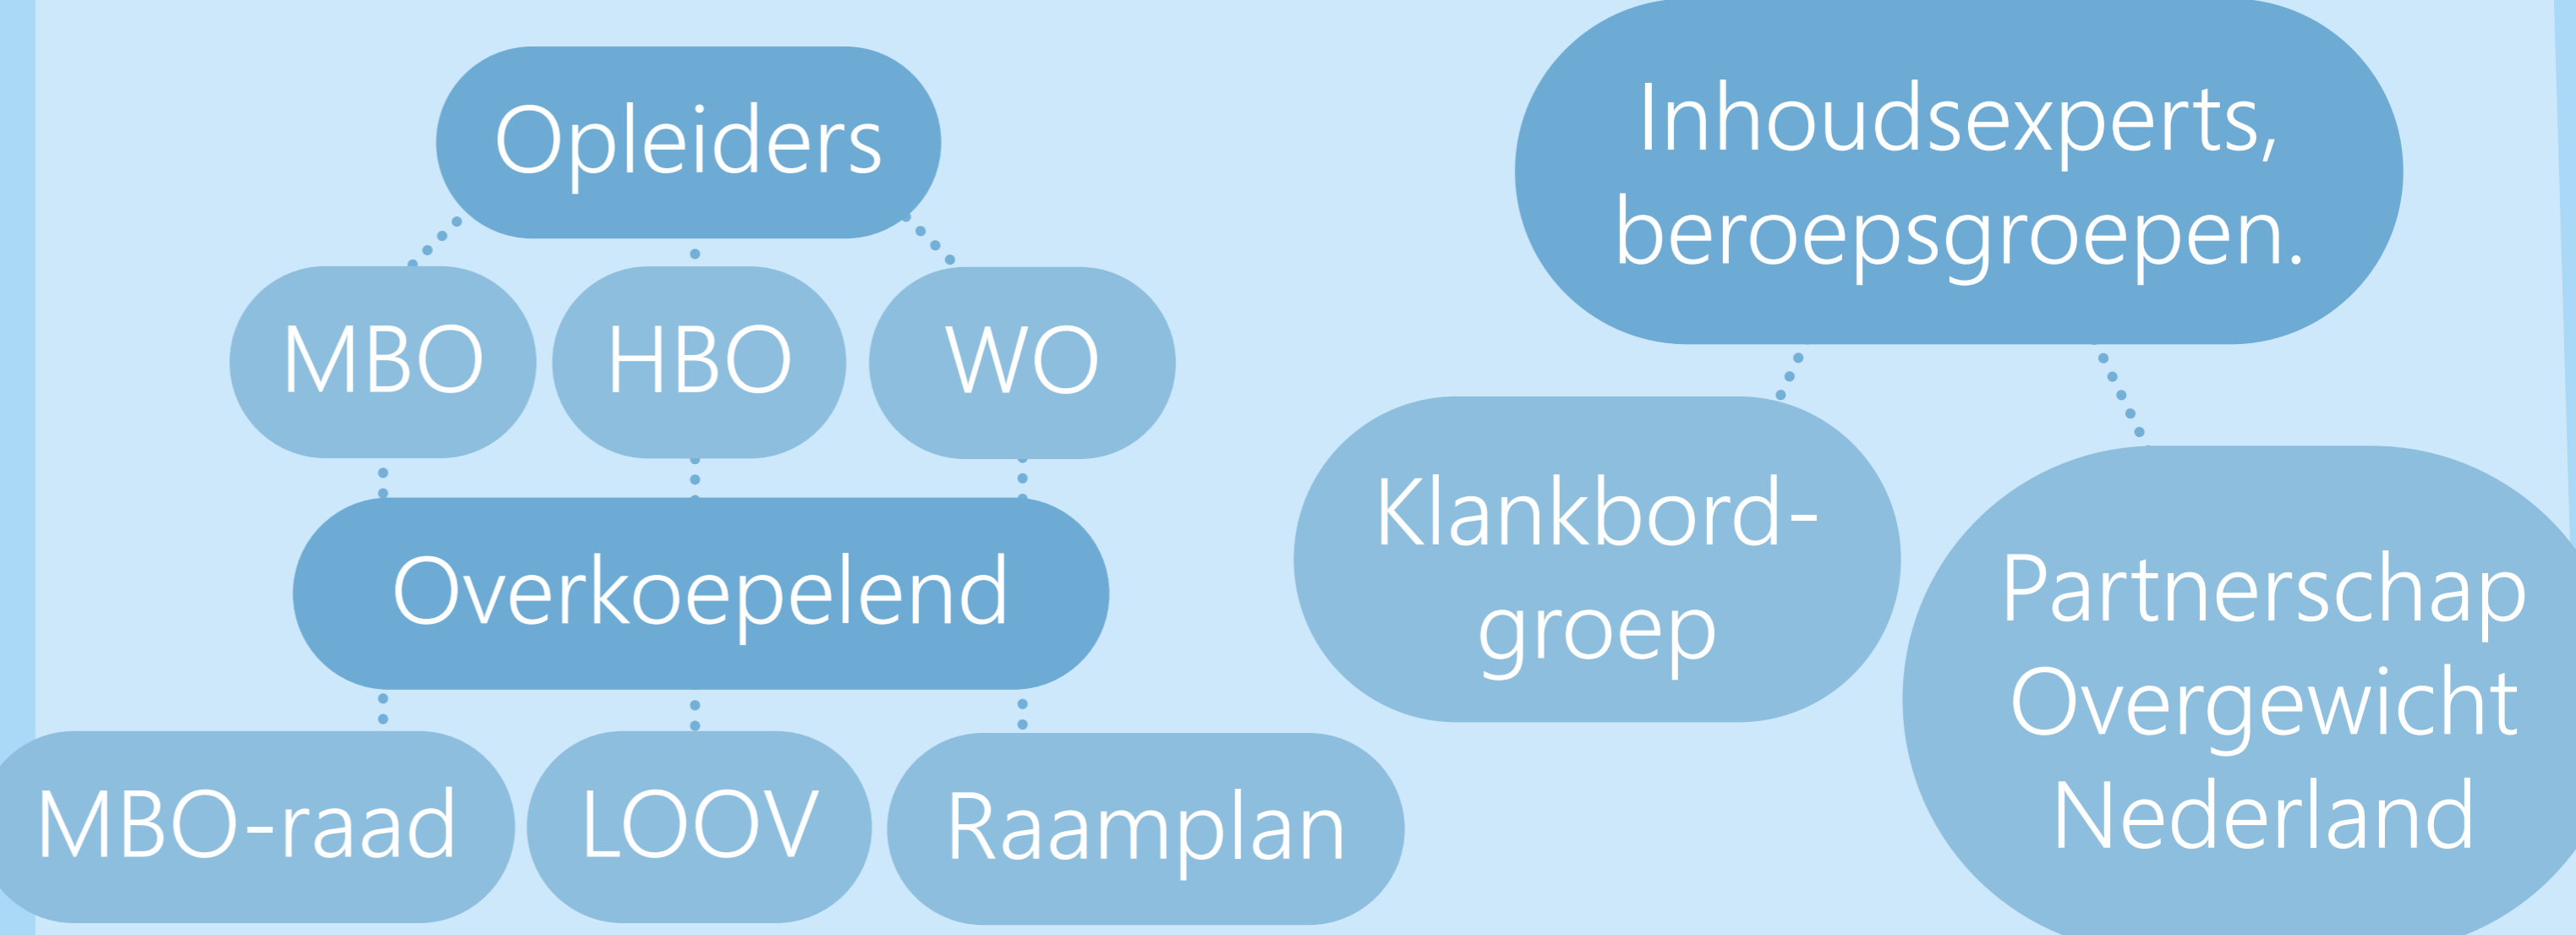 Opleiders
MBO
HBO
WO
Overkoepelend
MBO-raad
LOOV
Raamplan
Inhoudsexperts,
beroepsgroepen.
Klankbord-
groep
Partnerschap
Overgewicht
Nederland